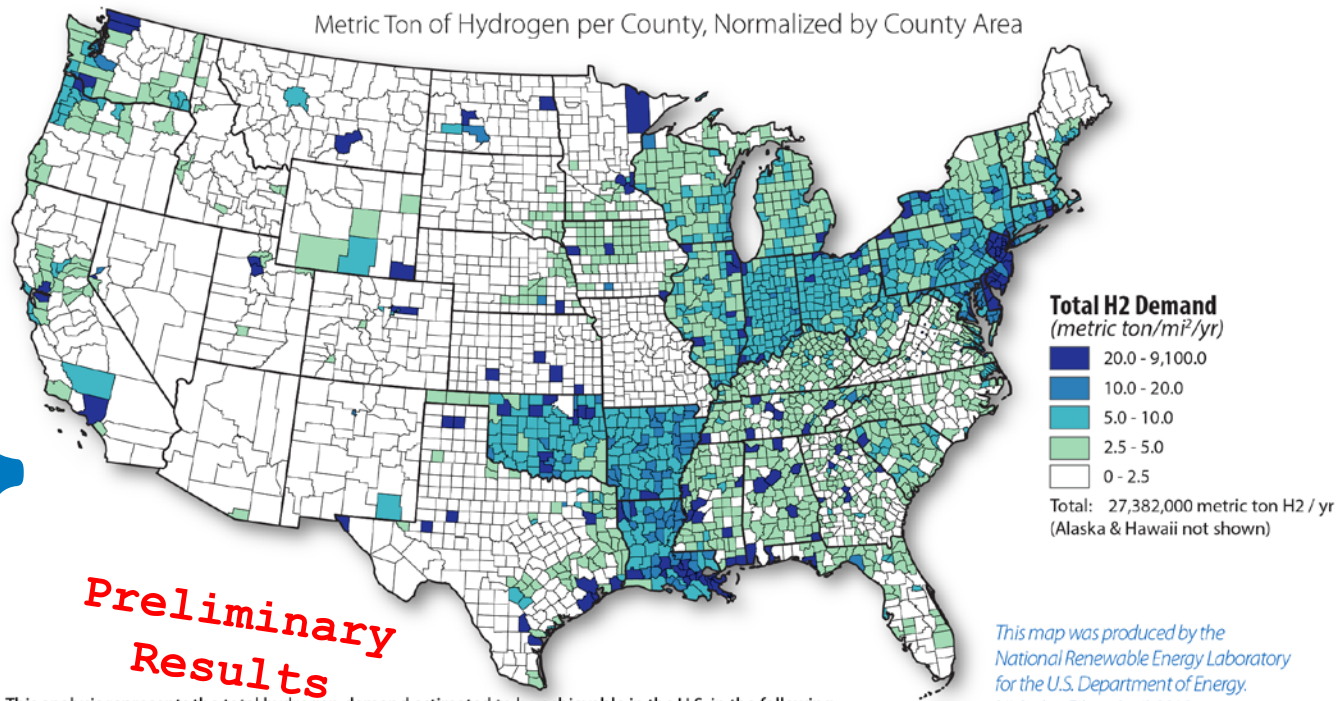 Metric Ton of Hydrogen per County, Normalized by County Area
Total H2 Demand
(metric ton/mi²/yr)
20.0 - 9,100.0
10.0 - 20.0
5.0 - 10.0
2.5 - 5.0
0 - 2.5
Total: 27,382,000 metric ton H2 / yr
(Alaska & Hawaii not shown)
Preliminary
Results
This map was produced by the
National Renewable Energy Laboratory
for the U.S. Department of Energy.